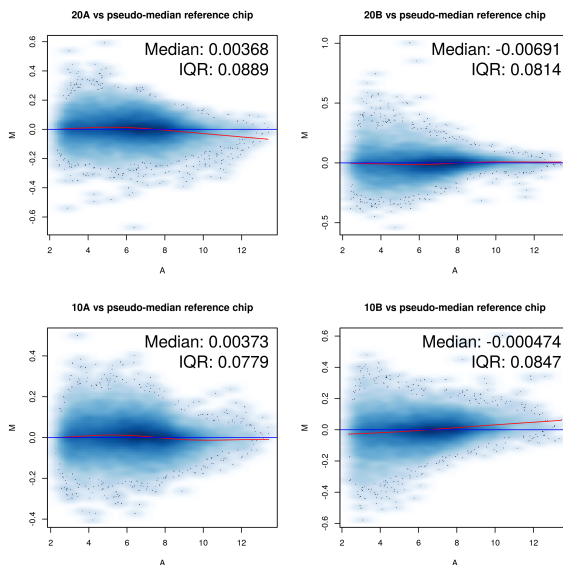 20A vs pseudo-median reference chip
Median: 0.00368
IQR: 0.0889
0.6
0.4
0.2
0.0
-0.2
-0.4
-0.6
M
2 4 6 8 10 12
A
20B vs pseudo-median reference chip
Median: -0.00691
IQR: 0.0814
1.0
0.5
0.0
-0.5
M
2 4 6 8 10 12
A
10A vs pseudo-median reference chip
Median: 0.00373
IQR: 0.0779
0.4
0.2
0.0
-0.2
-0.4
M
2 4 6 8 10 12
A
10B vs pseudo-median reference chip
Median: -0.000474
IQR: 0.0847
0.6
0.4
0.2
0.0
-0.2
-0.4
-0.6
M
2 4 6 8 10 12
A